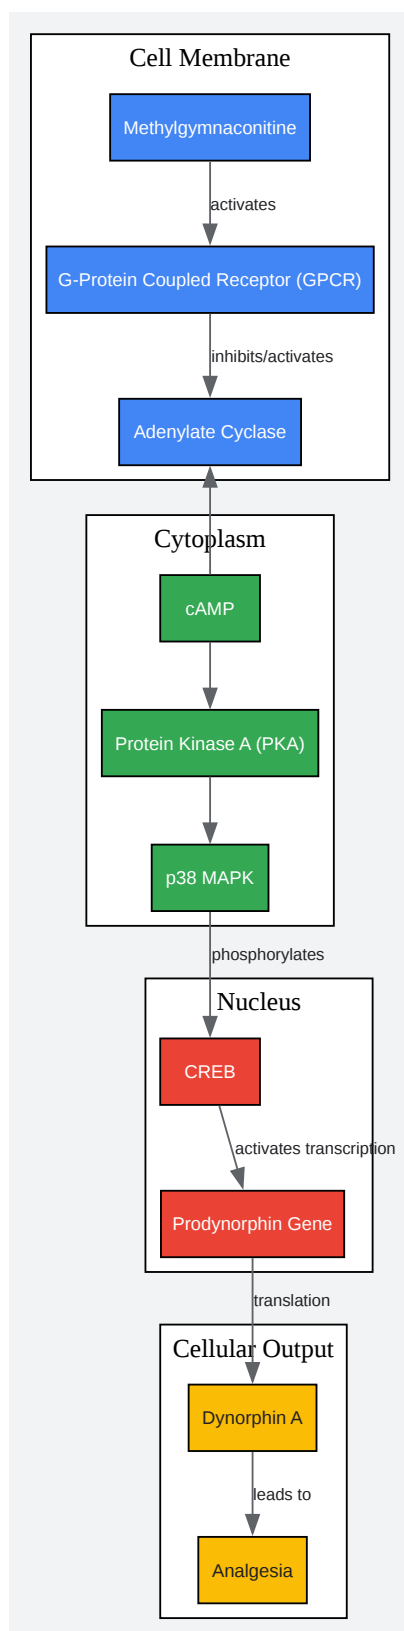 Cell Membrane
Methylgymnaconitine
activates
G-Protein Coupled Receptor (GPCR)
inhibits/activates
Adenylate Cyclase
Cytoplasm
cAMP
Protein Kinase A (PKA)
p38 MAPK
phosphorylates
Nucleus
CREB
activates transcription
Prodynorphin Gene
translation
Cellular Output
Dynorphin A
leads to
Analgesia